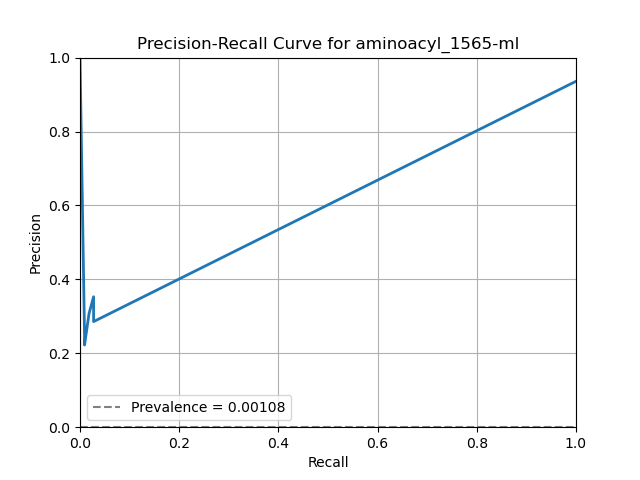 Precision-Recall Curve for aminoacyl_1565-ml
1.0
0.8
0.6
0.4
0.2
0.0
Precision
Prevalence = 0.00108
0.0 0.2 0.4 0.6 0.8 1.0
Recall